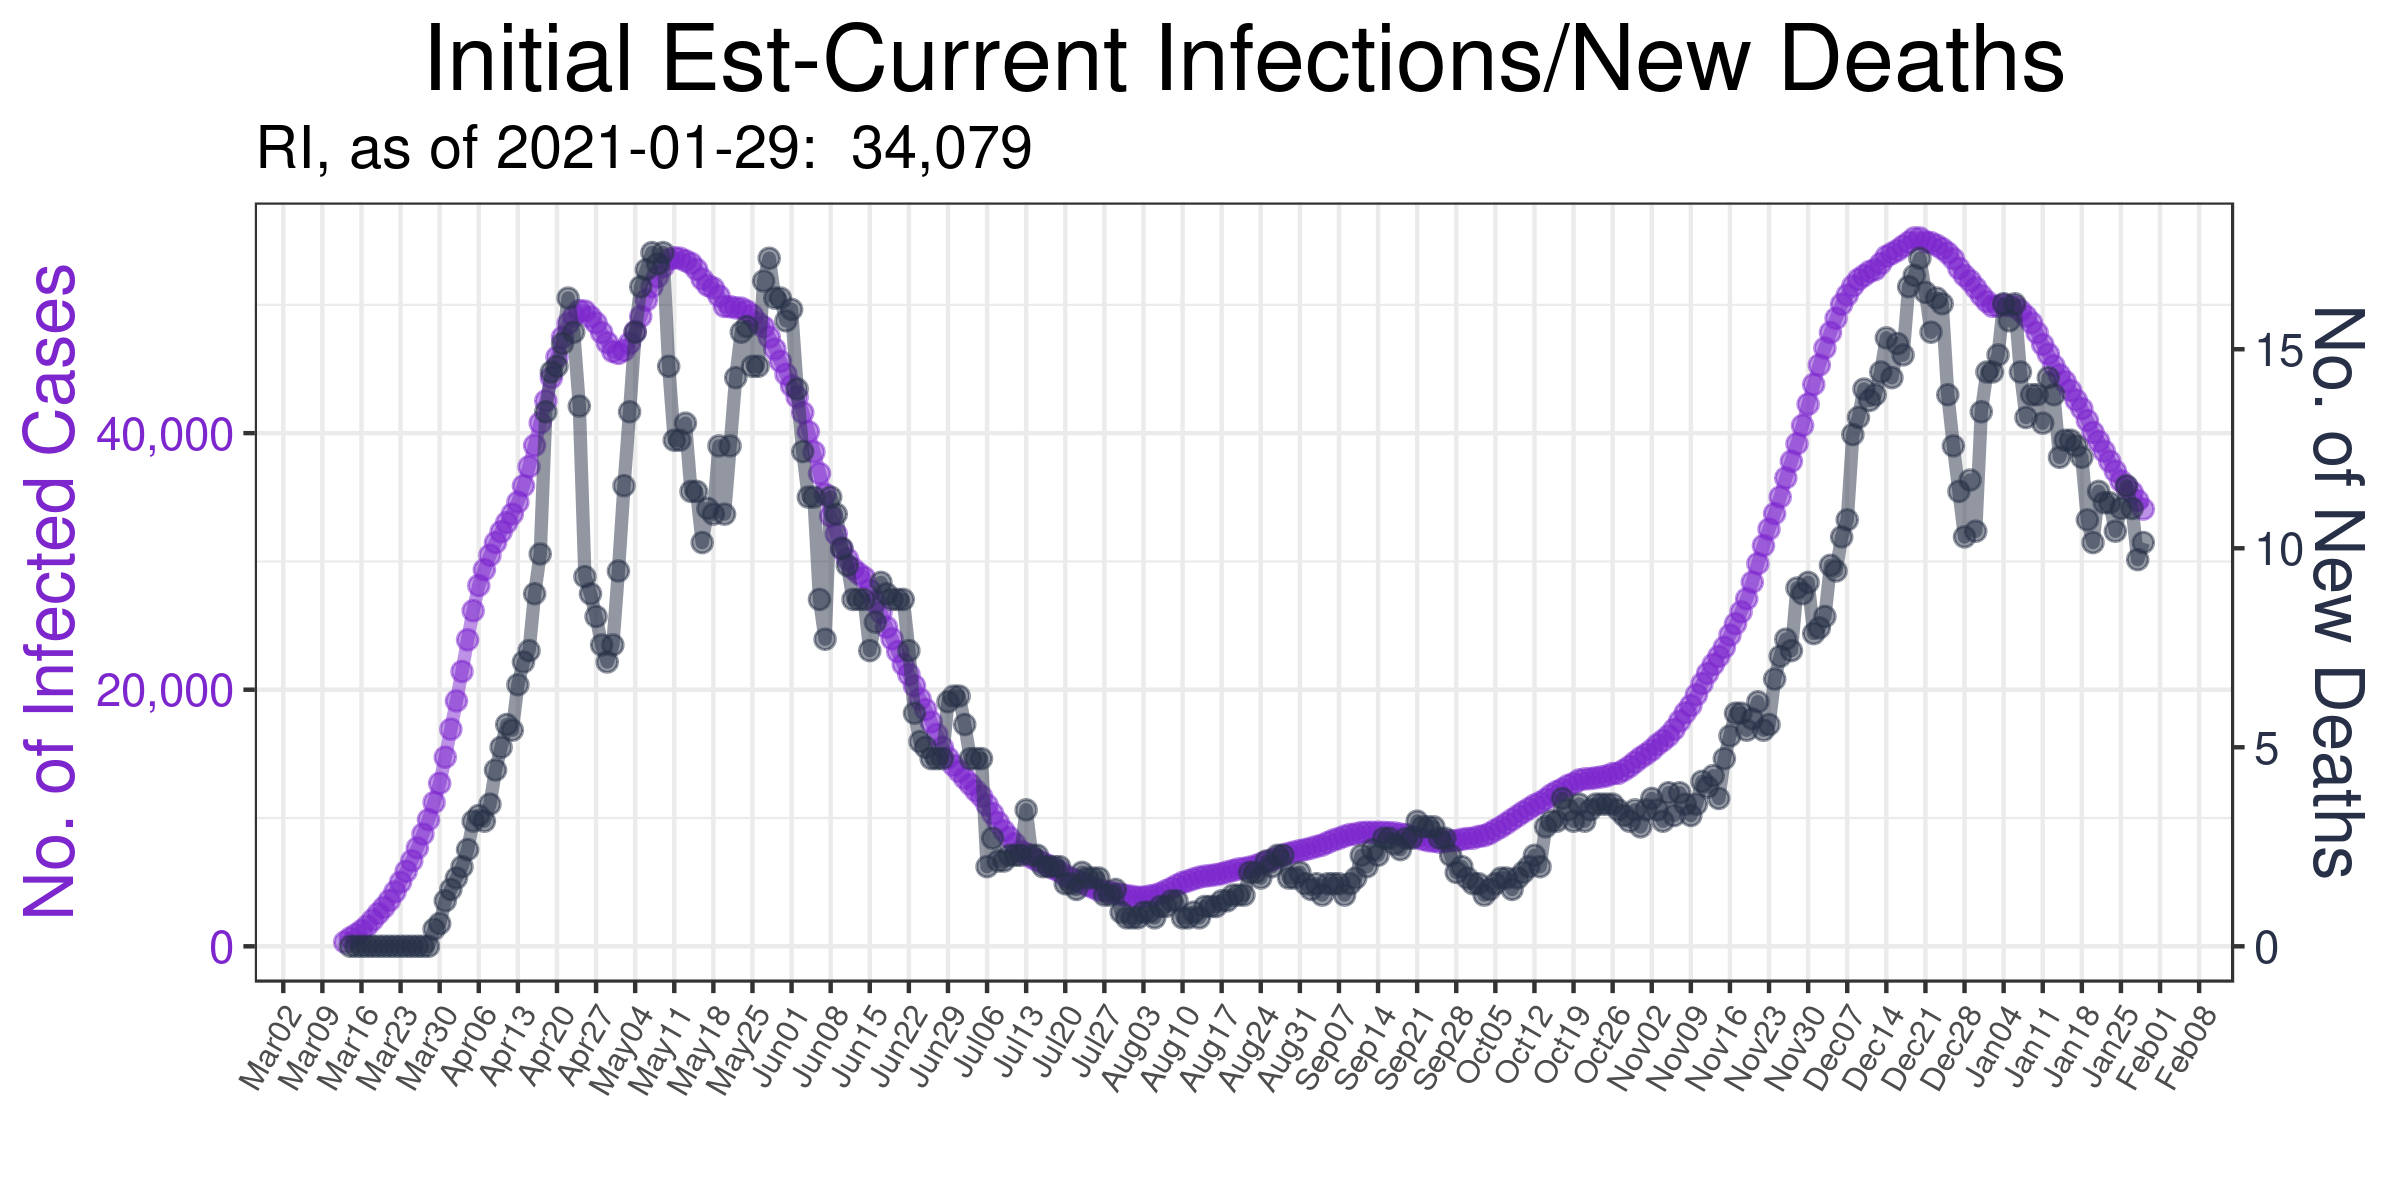 Initial Est-Current Infections/New Deaths
RI, as of 2021-01-29:  34,079
No. of Infected Cases
40,000
20,000
0
15
10
5
0
No. of New Deaths
Mar02 Mar09 Mar16 Mar23 Mar30 Apr06 Apr13 Apr20 Apr27 May04 May11 May18 May25 Jun01 Jun08 Jun15 Jun22 Jun29 Jul06 Jul13 Jul20 Jul27 Aug03 Aug10 Aug17 Aug24 Aug31 Sep07 Sep14 Sep21 Sep28 Oct05 Oct12 Oct19 Oct26 Nov02 Nov09 Nov16 Nov23 Nov30 Dec07 Dec14 Dec21 Dec28 Jan04 Jan11 Jan18 Jan25 Feb01 Feb08